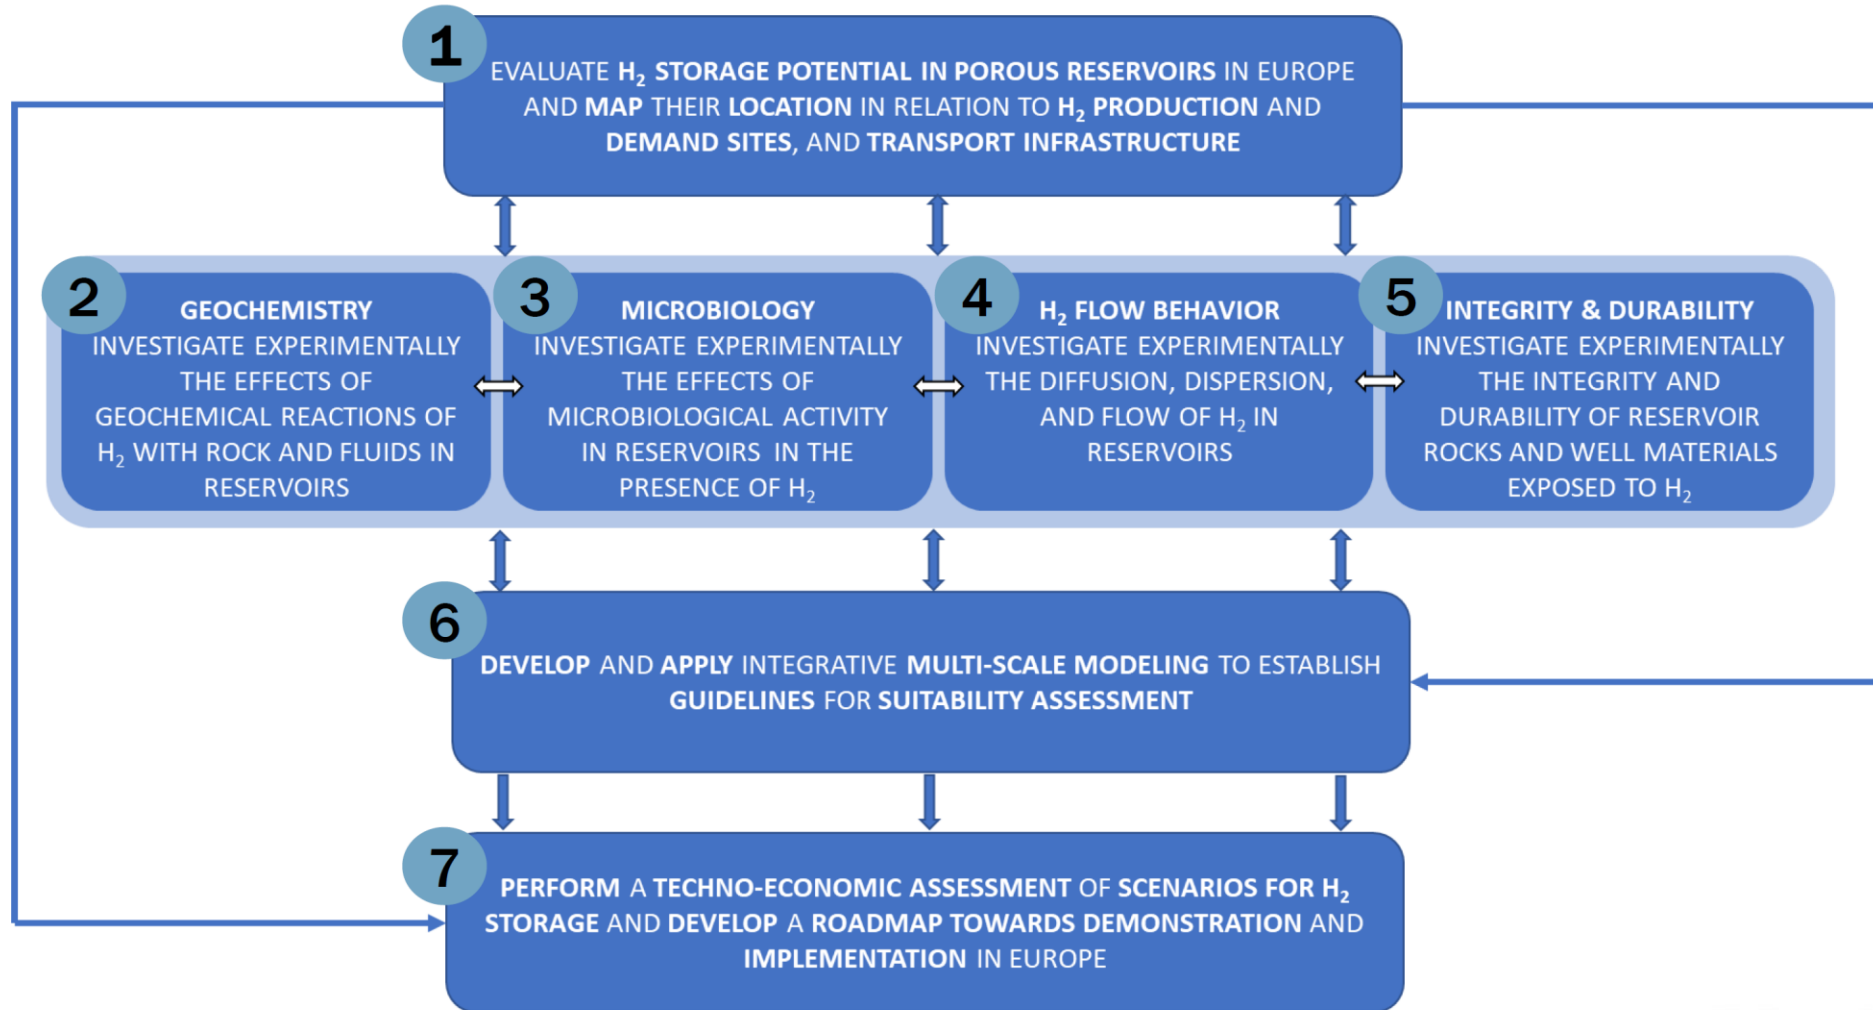 1
EVALUATE H₂ STORAGE POTENTIAL IN POROUS RESERVOIRS IN EUROPE
AND MAP THEIR LOCATION IN RELATION TO H₂ PRODUCTION AND
DEMAND SITES, AND TRANSPORT INFRASTRUCTURE
2
GEOCHEMISTRY
INVESTIGATE EXPERIMENTALLY
THE EFFECTS OF
GEOCHEMICAL REACTIONS OF
H₂ WITH ROCK AND FLUIDS IN
RESERVOIRS
3
MICROBIOLOGY
INVESTIGATE EXPERIMENTALLY
THE EFFECTS OF
MICROBIOLOGICAL ACTIVITY
IN RESERVOIRS IN THE
PRESENCE OF H₂
4
H₂ FLOW BEHAVIOR
INVESTIGATE EXPERIMENTALLY
THE DIFFUSION, DISPERSION,
AND FLOW OF H₂ IN
RESERVOIRS
5
INTEGRITY & DURABILITY
INVESTIGATE EXPERIMENTALLY
THE INTEGRITY AND
DURABILITY OF RESERVOIR
ROCKS AND WELL MATERIALS
EXPOSED TO H₂
6
DEVELOP AND APPLY INTEGRATIVE MULTI-SCALE MODELING TO ESTABLISH
GUIDELINES FOR SUITABILITY ASSESSMENT
7
PERFORM A TECHNO-ECONOMIC ASSESSMENT OF SCENARIOS FOR H₂
STORAGE AND DEVELOP A ROADMAP TOWARDS DEMONSTRATION AND
IMPLEMENTATION IN EUROPE